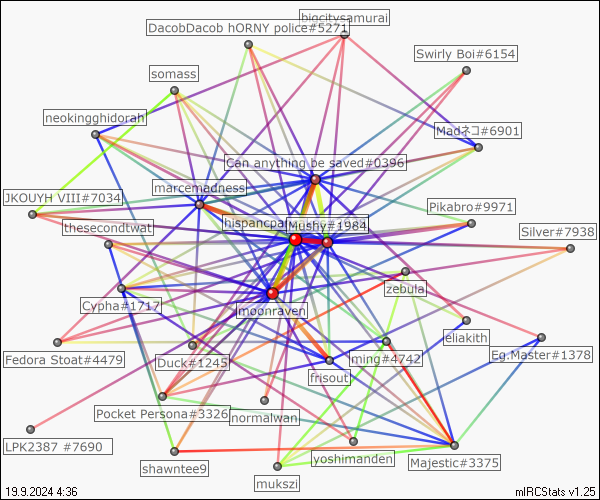 bigcitysamurai
DacobDacob hORNY police#5271
Swirly Boi#6154
somass
neokingghidorah
Madネコ#6901
Can anything be saved#0396
marcemadness
JKOUYH VIII#7034
Pikabro#9971
hispancpa
Mushy#1984
thesecondtwat
Silver#7938
zebula
Cypha#1717
moonraven
eliakith
Fedora Stoat#4479
Duck#1245
ming#4742
Eg.Master#1378
frisout
Pocket Persona#3326
normalwan
LPK2387 #7690
yoshimanden
Majestic#3375
shawntee9
mukszi
19.9.2024 4:36
mIRCStats v1.25